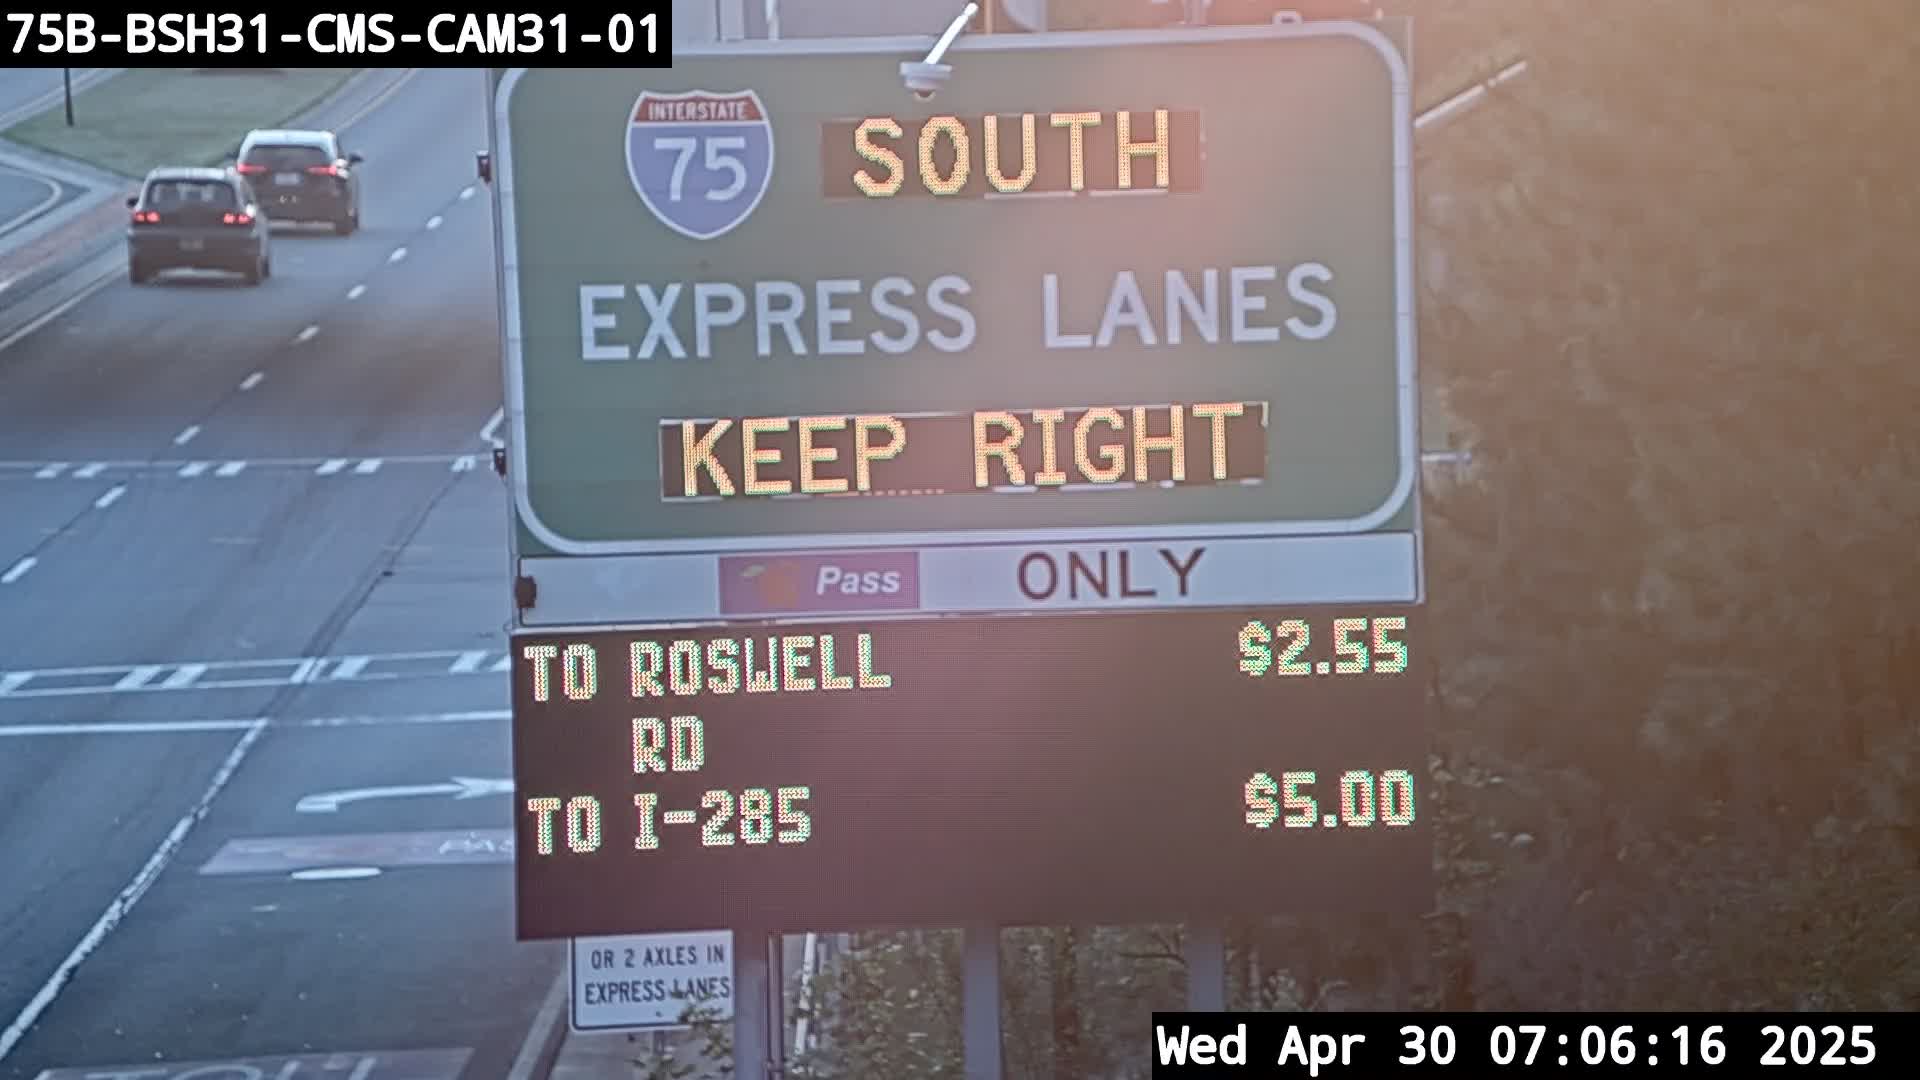 75B-BSH31-CMS-CAM31-01
INTERSTATE
75
SOUTH
EXPRESS LANES
KEEP RIGHT
Pass ONLY
TO ROSWELL $2.55
RD
TO I-285 $5.00
OR 2 AXLES IN
EXPRESS LANES
Wed Apr 30 07:06:16 2025